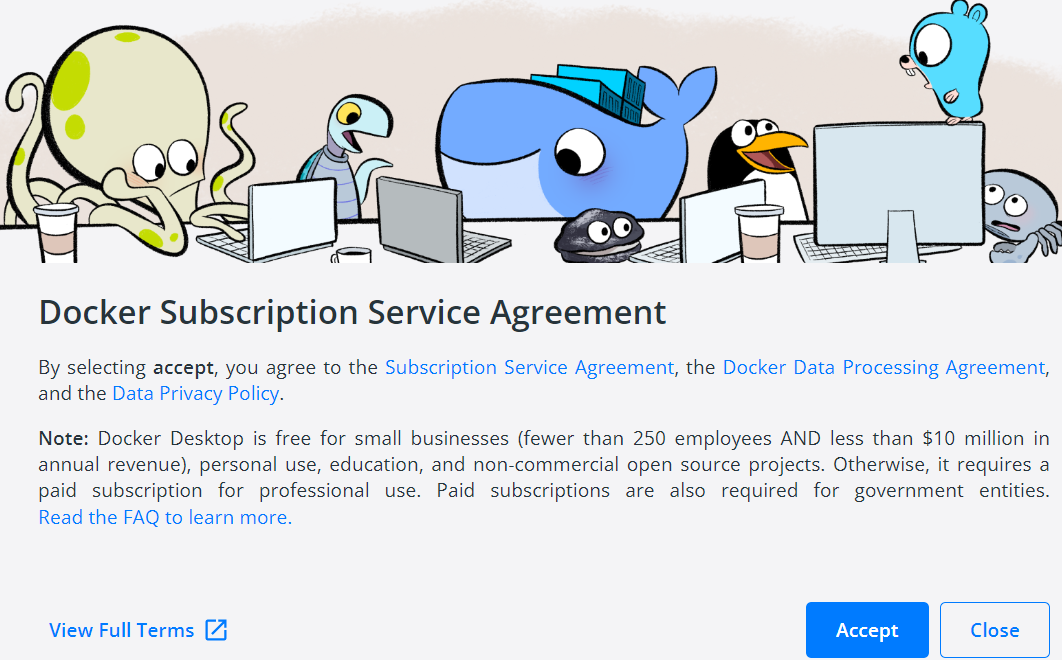 Docker Subscription Service Agreement
By selecting accept, you agree to the Subscription Service Agreement, the Docker Data Processing Agreement,
and the Data Privacy Policy.
Note: Docker Desktop is free for small businesses (fewer than 250 employees AND less than $10 million in
annual revenue), personal use, education, and non-commercial open source projects. Otherwise, it requires a
paid subscription for professional use. Paid subscriptions are also required for government entities.
Read the FAQ to learn more.
View Full Terms
Accept
Close